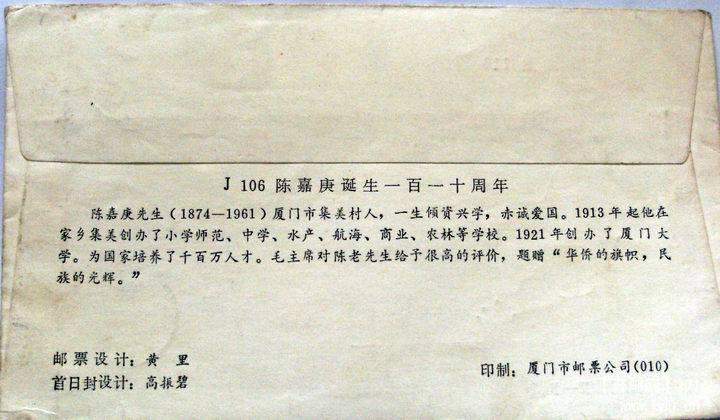 J 106 陈嘉庚诞生一百一十周年
陈嘉庚先生(1874—1961)厦门市集美村人，一生倾资兴学，赤诚爱国。1913年起他在
家乡集美创办了小学师范、中学、水产、航海、商业、农林等学校。1921年创办了厦门大
学。为国家培养了千百万人才。毛主席对陈老先生给予很高的评价，题赠“华侨的旗帜，民
族的光辉。”
邮票设计：黄里
首日封设计：高振碧
印制：厦门市邮票公司(010)